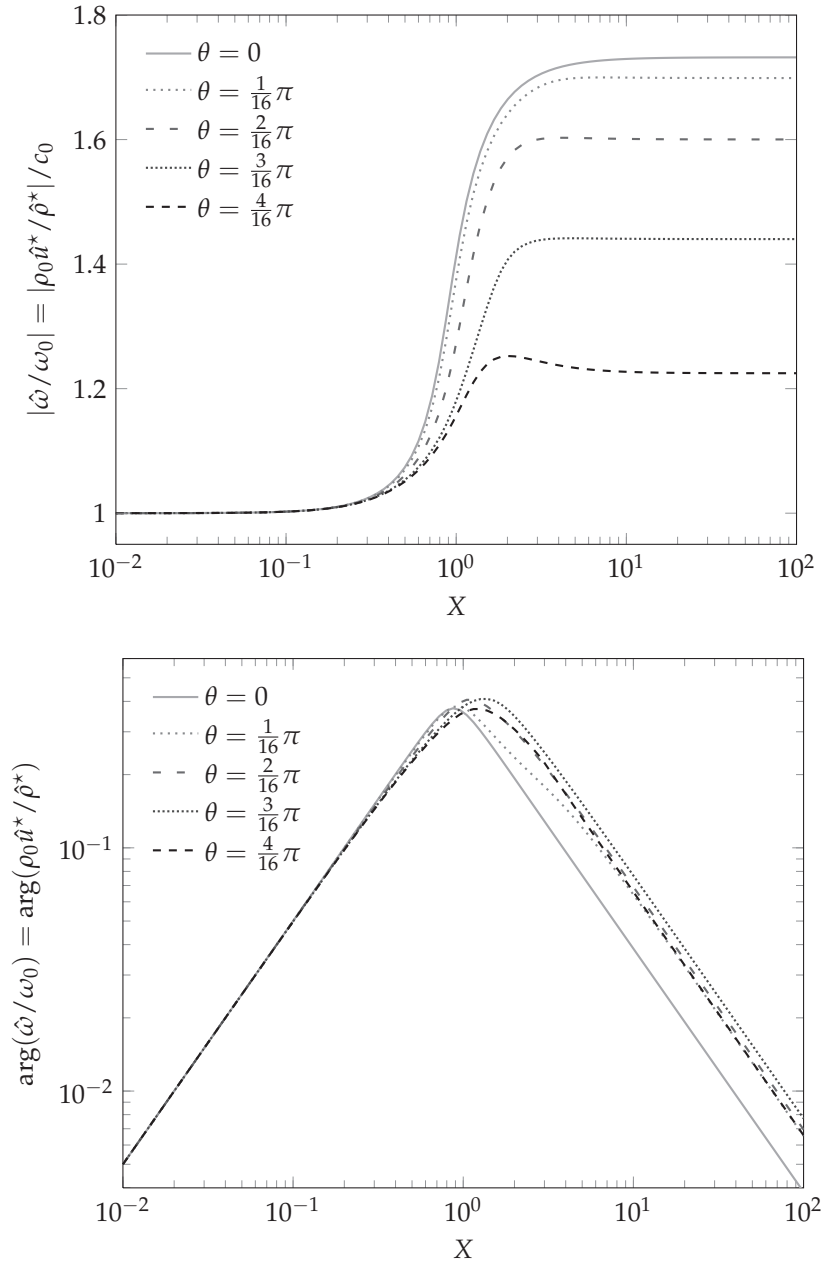 1.8
1.6
1.4
1.2
1
|ω̂/ω₀| = |ρ₀û*/ρ̂*|/c₀
θ = 0
θ = 1/16 π
θ = 2/16 π
θ = 3/16 π
θ = 4/16 π
10⁻² 10⁻¹ 10⁰ 10¹ 10²
X
10⁻¹
10⁻²
arg(ω̂/ω₀) = arg(ρ₀û*/ρ̂*)
θ = 0
θ = 1/16 π
θ = 2/16 π
θ = 3/16 π
θ = 4/16 π
10⁻² 10⁻¹ 10⁰ 10¹ 10²
X